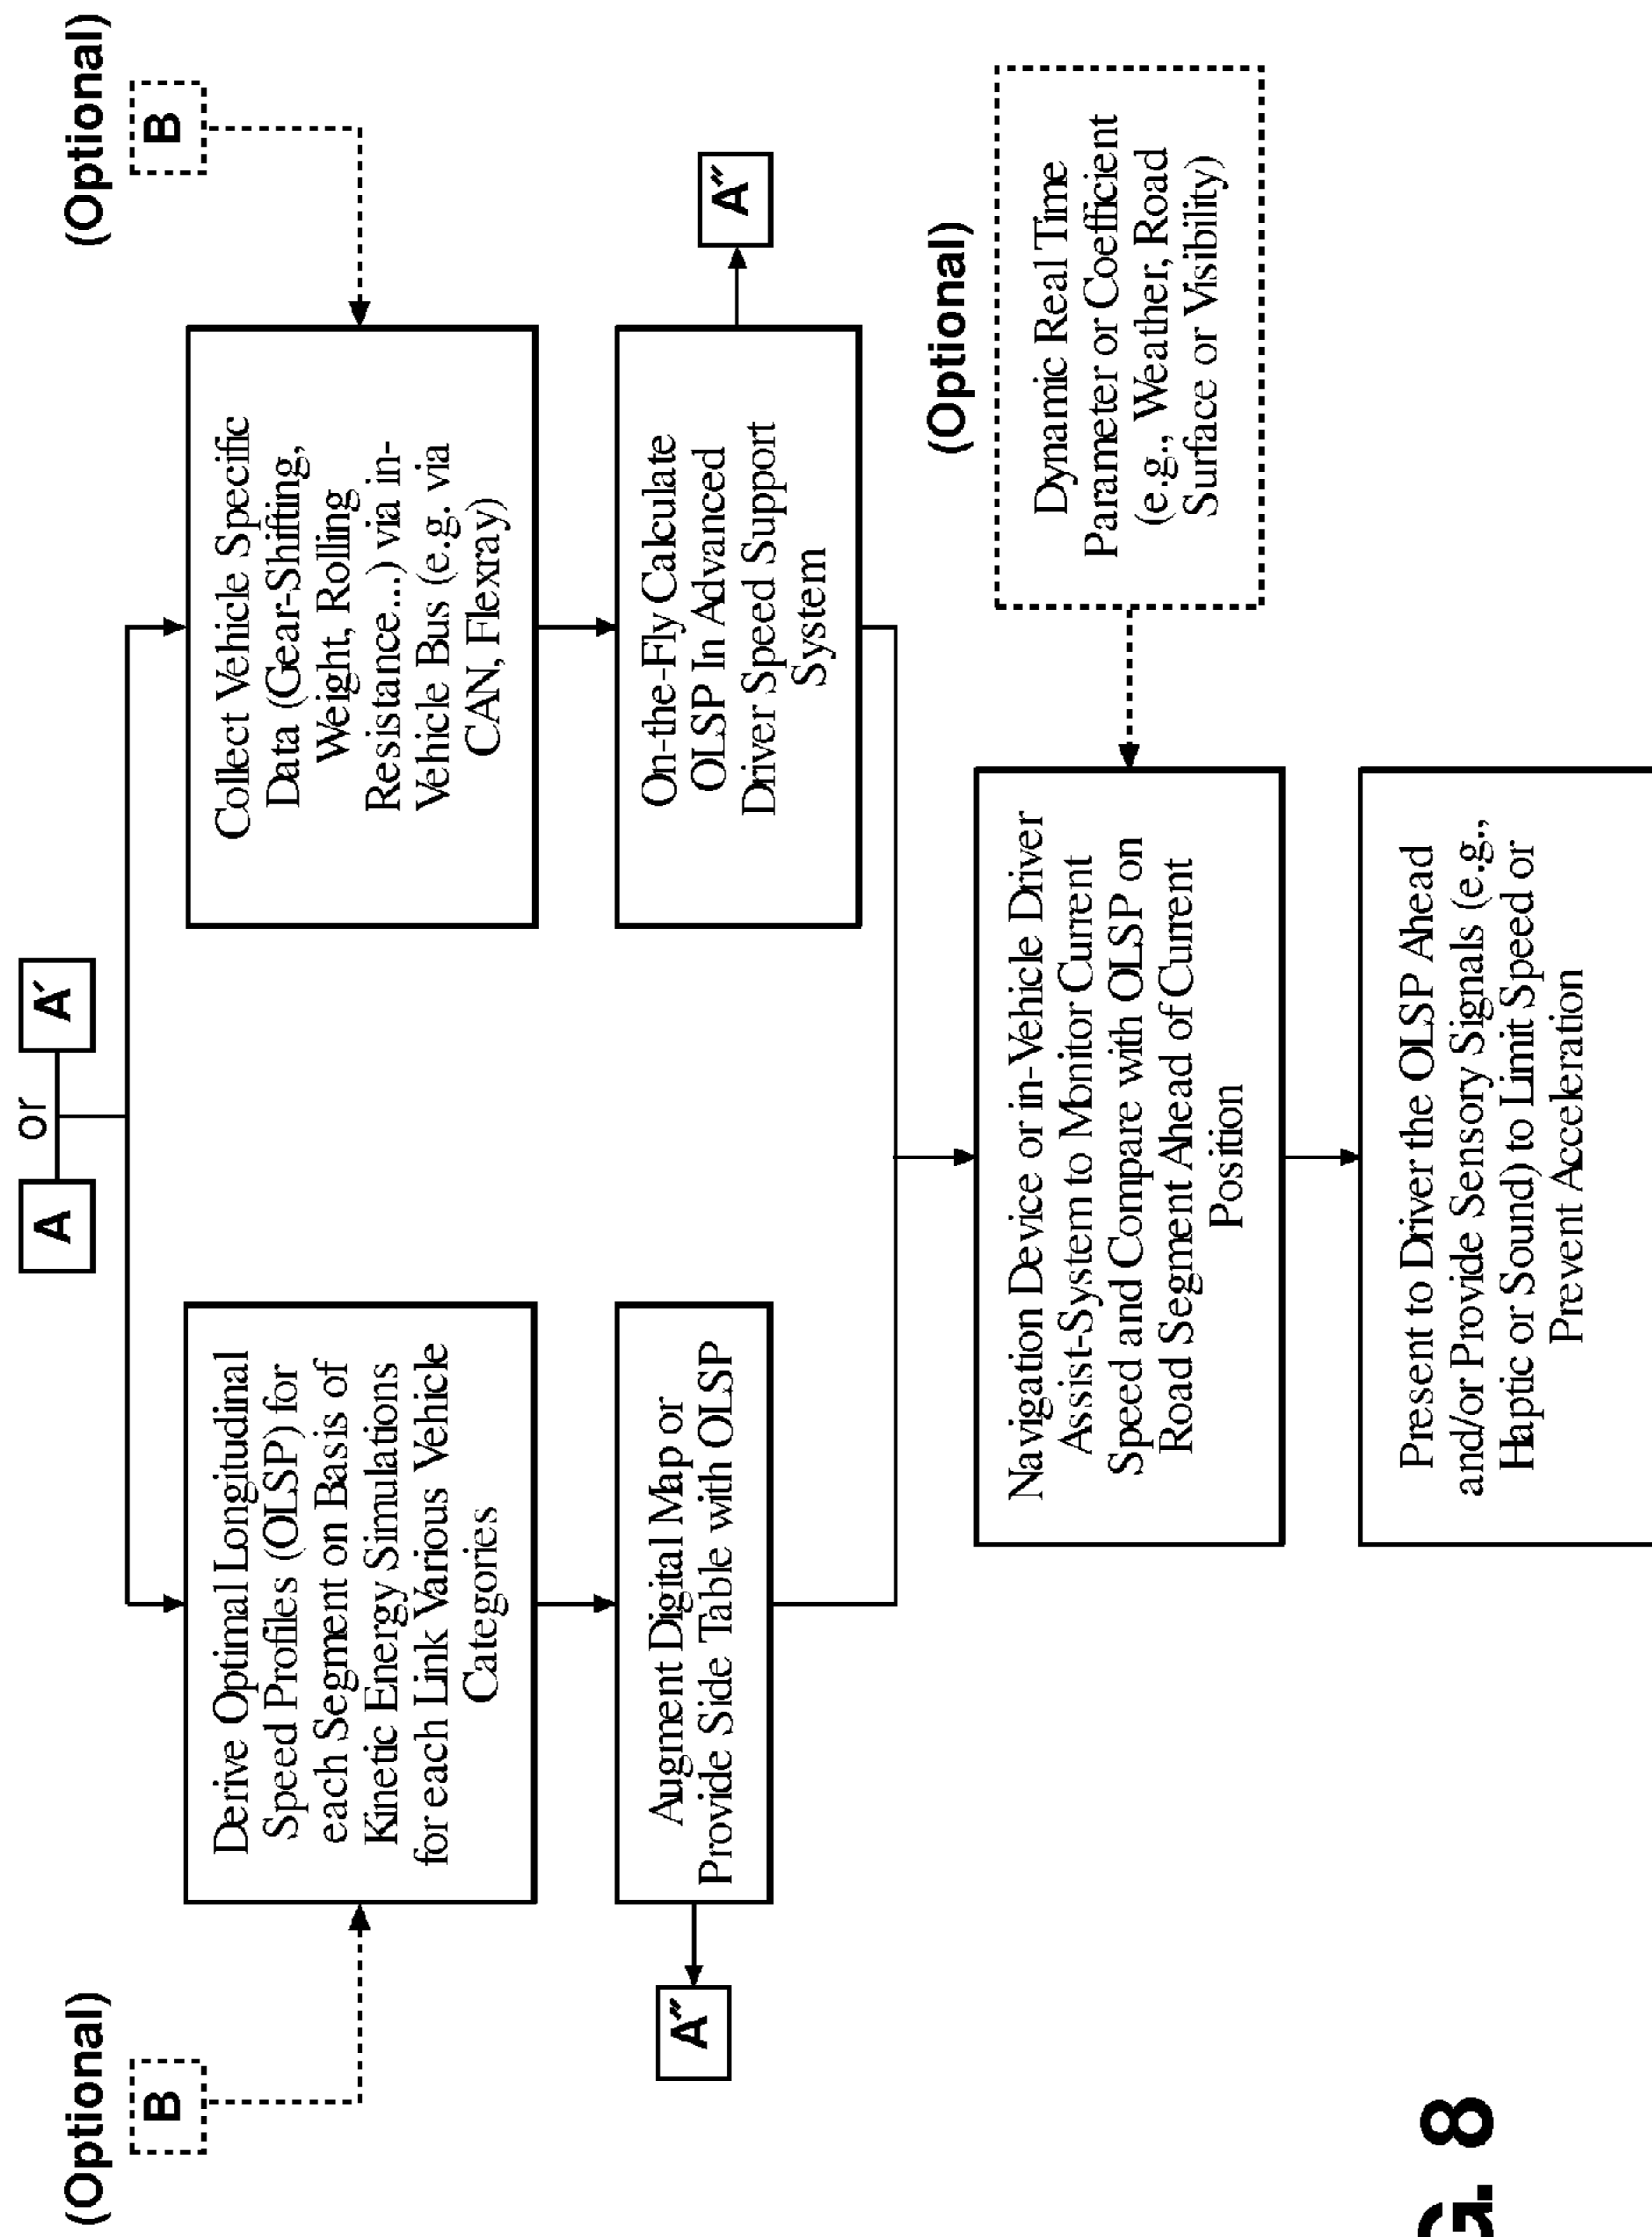 A or A′
(Optional)
B
(Optional)
B
Derive Optimal Longitudinal
Speed Profiles (OLSP) for
each Segment on Basis of
Kinetic Energy Simulations
for each Link Various Vehicle
Categories
Collect Vehicle Specific
Data (Gear-Shifting,
Weight, Rolling
Resistance...) via in-
Vehicle Bus (e.g. via
CAN, Flexray)
Augment Digital Map or
Provide Side Table with OLSP
A″
On-the-Fly Calculate
OLSP In Advanced
Driver Speed Support
System
A″
Navigation Device or in-Vehicle Driver
Assist-System to Monitor Current
Speed and Compare with OLSP on
Road Segment Ahead of Current
Position
(Optional)
Dynamic Real Time
Parameter or Coefficient
(e.g., Weather, Road
Surface or Visibility)
Present to Driver the OLSP Ahead
and/or Provide Sensory Signals (e.g.,
Haptic or Sound) to Limit Speed or
Prevent Acceleration
G. 8